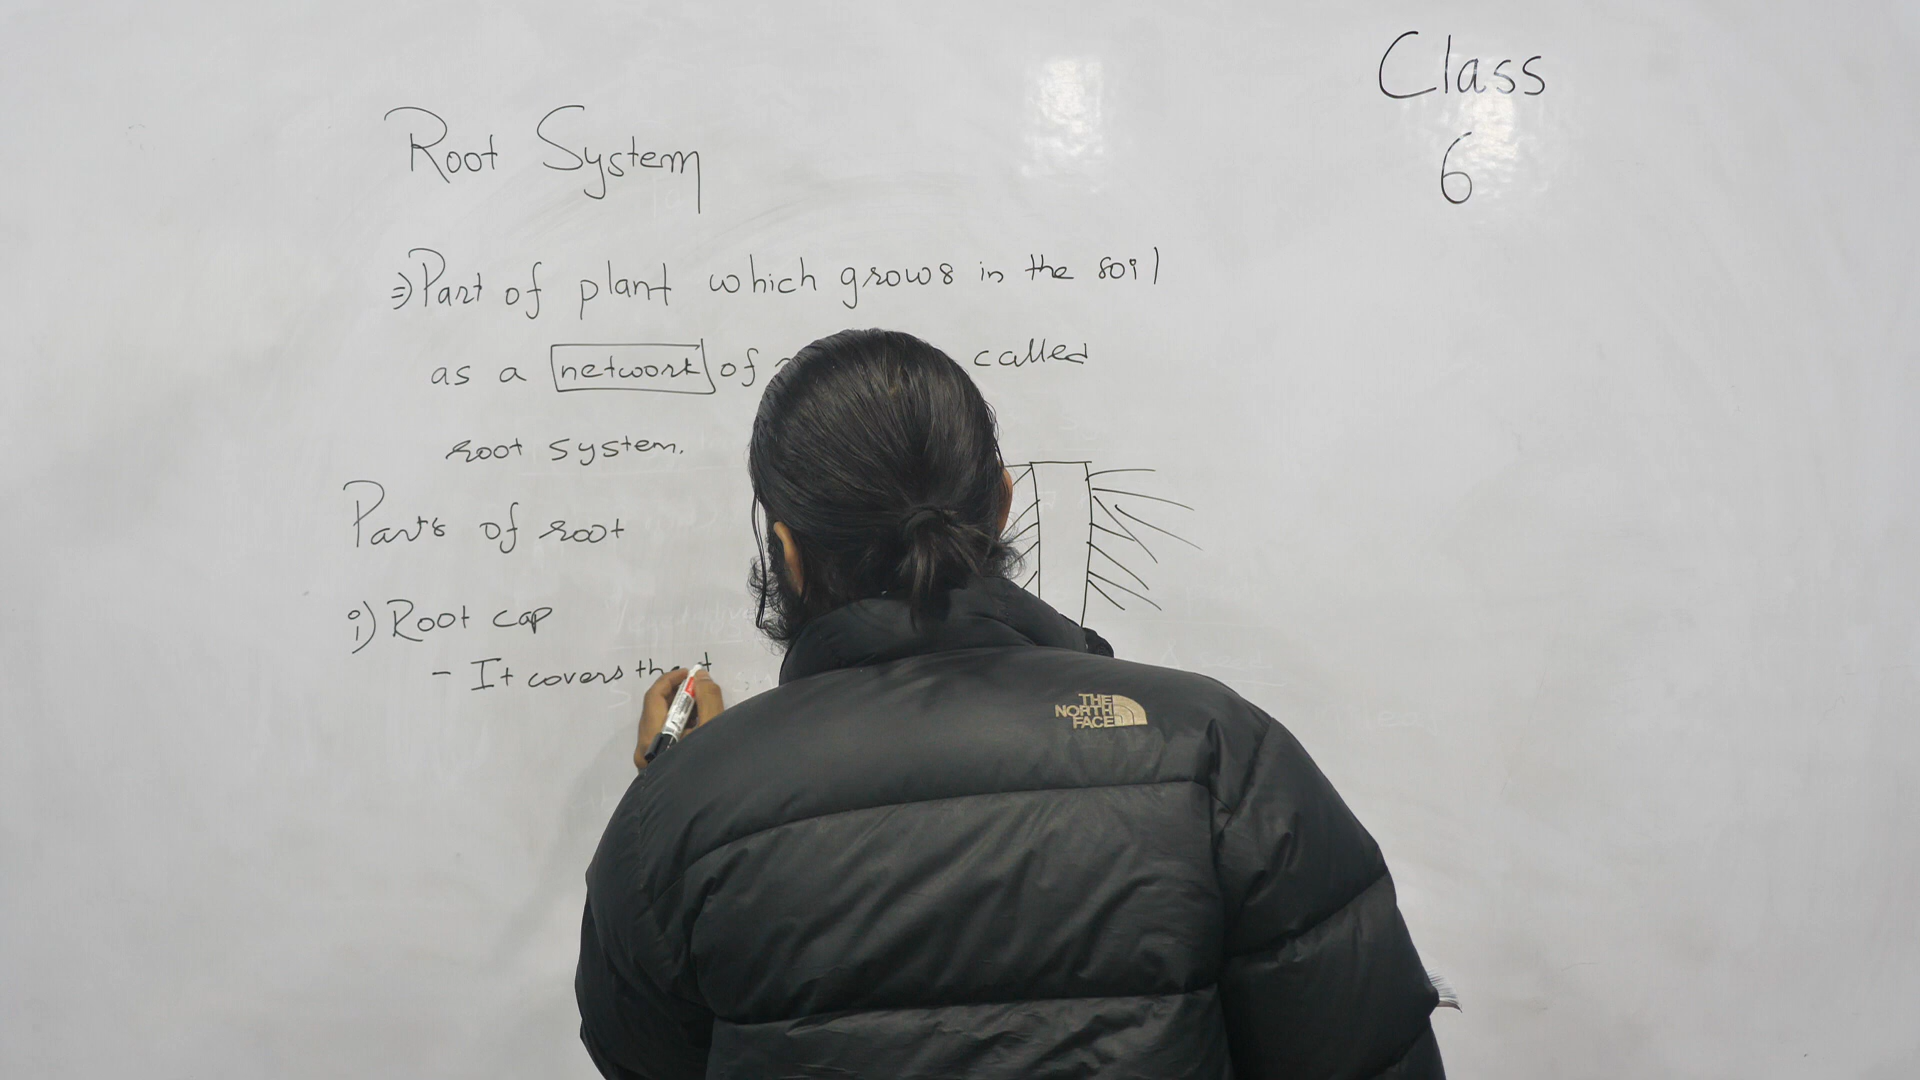 Class
6
Root System
⇒ Part of plant which grows in the soil
as a network of called
root system.
Parts of root
i) Root cap
- It covers the
THE
NORTH
FACE